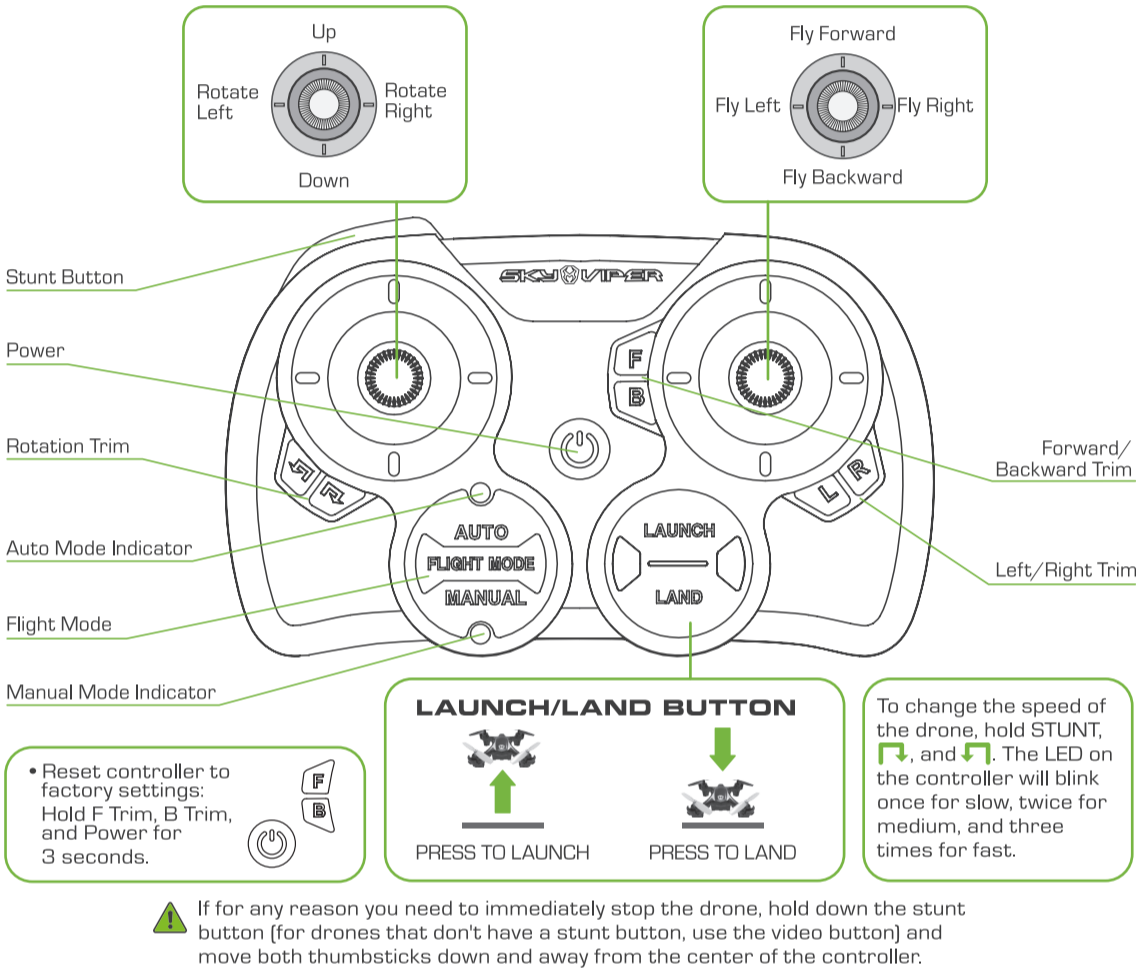 Up
Rotate
Left
Rotate
Right
Down
Fly Forward
Fly Left
Fly Right
Fly Backward
SKY VIPER
Stunt Button
Power
Rotation Trim
Auto Mode Indicator
Flight Mode
Manual Mode Indicator
F
B
Forward/
Backward Trim
L
R
Left/Right Trim
AUTO
FLIGHT MODE
MANUAL
LAUNCH
LAND
• Reset controller to
factory settings:
Hold F Trim, B Trim,
and Power for
3 seconds.
F
B
LAUNCH/LAND BUTTON
PRESS TO LAUNCH
PRESS TO LAND
To change the speed of
the drone, hold STUNT,
, and . The LED on
the controller will blink
once for slow, twice for
medium, and three
times for fast.
If for any reason you need to immediately stop the drone, hold down the stunt
button (for drones that don't have a stunt button, use the video button) and
move both thumbsticks down and away from the center of the controller.